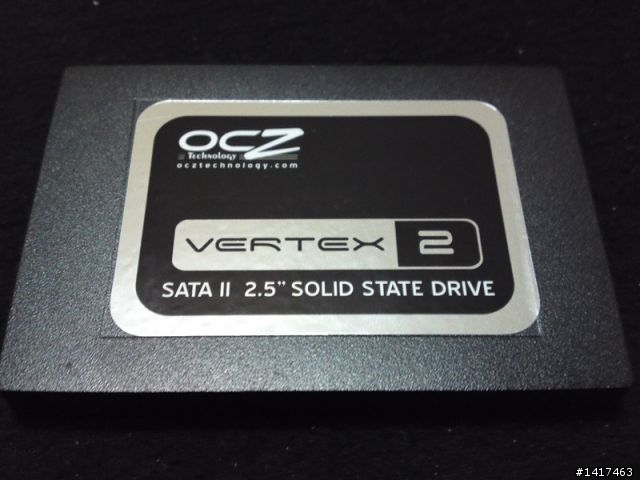 OCZ
Technology
ocztechnology.com
VERTEX 2
SATA II 2.5" SOLID STATE DRIVE
#1417463